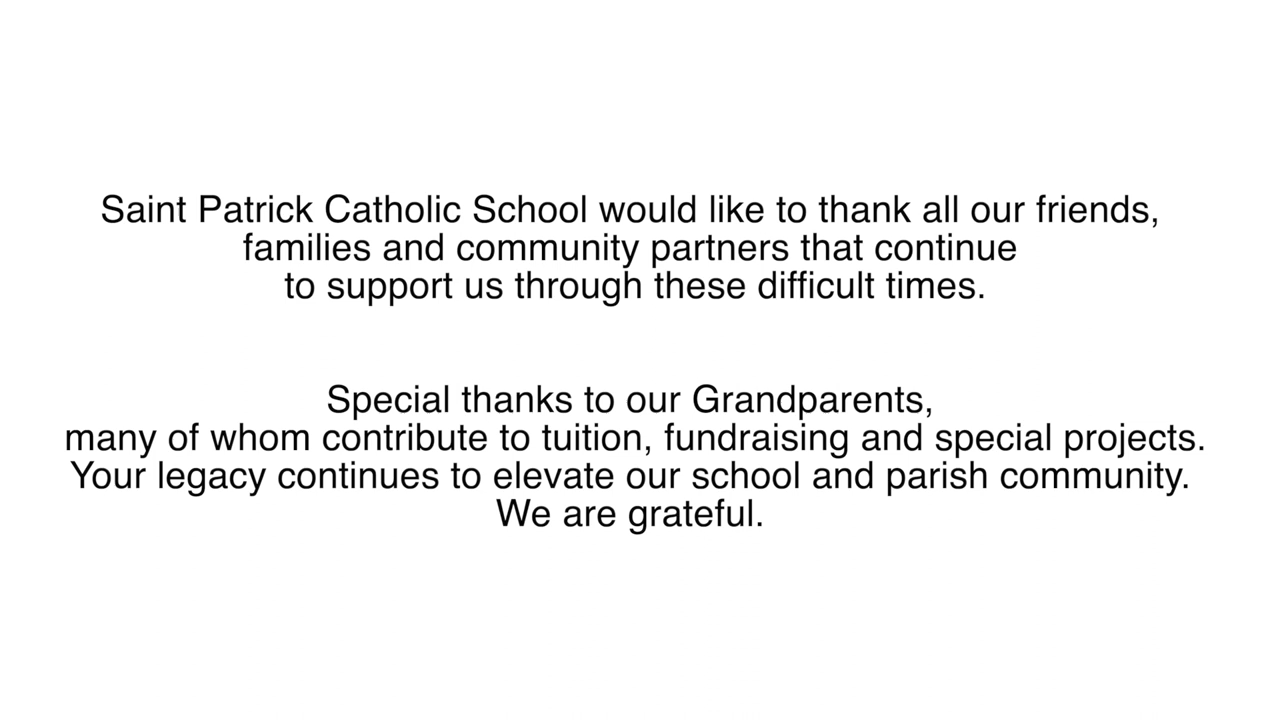 Saint Patrick Catholic School would like to thank all our friends,
families and community partners that continue
to support us through these difficult times.
Special thanks to our Grandparents,
many of whom contribute to tuition, fundraising and special projects.
Your legacy continues to elevate our school and parish community.
We are grateful.